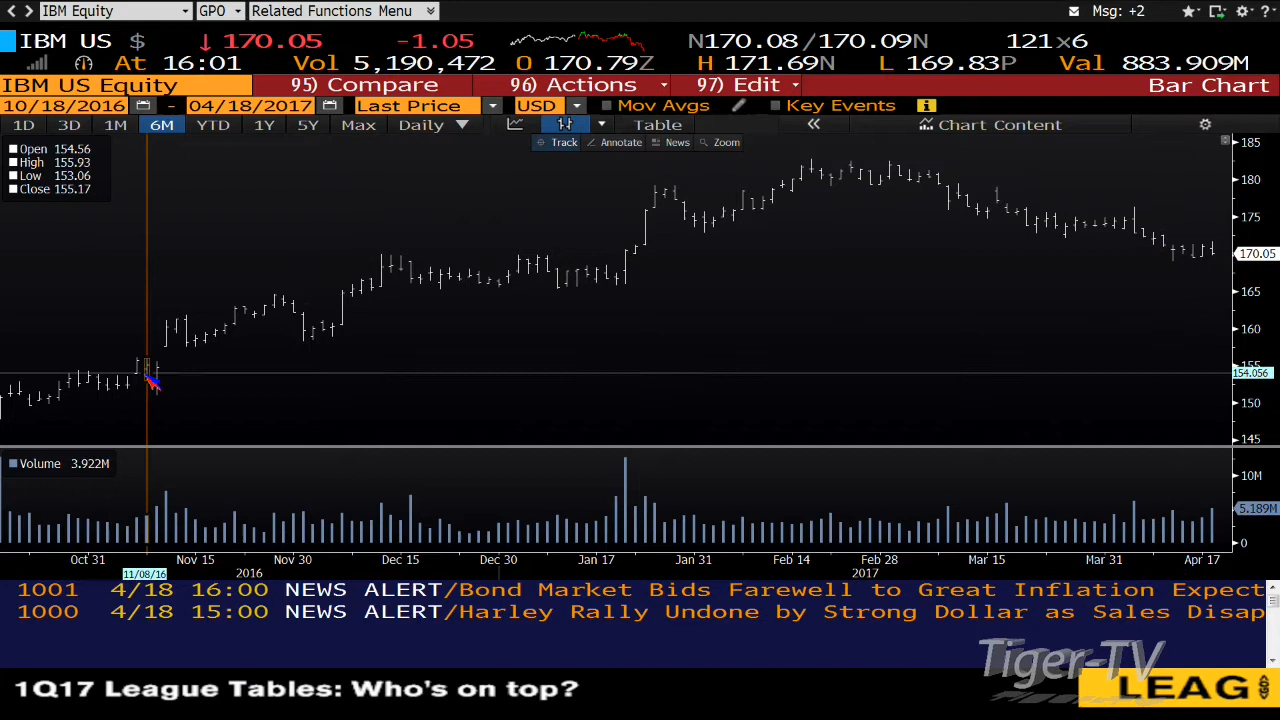 IBM Equity GPO Related Functions Menu Msg: +2
IBM US $ ↓ 170.05 -1.05 N170.08/170.09N 121x6
At 16:01 Vol 5,190,472 O 170.79Z H 171.69N L 169.83P Val 883.909M
IBM US Equity 95) Compare 96) Actions 97) Edit Bar Chart
10/18/2016 - 04/18/2017 Last Price USD Mov Avgs Key Events
1D 3D 1M 6M YTD 1Y 5Y Max Daily Table « Chart Content
Track Annotate News Zoom
Open 154.56
High 155.93
Low 153.06
Close 155.17
185
180
175
170.05
165
160
155
154.056
150
145
Volume 3.922M
10M
5.189M
0
Oct 31 Nov 15 Nov 30 Dec 15 Dec 30 Jan 17 Jan 31 Feb 14 Feb 28 Mar 15 Mar 31 Apr 17
11/08/16 2016 2017
1001 4/18 16:00 NEWS ALERT/Bond Market Bids Farewell to Great Inflation Expect
1000 4/18 15:00 NEWS ALERT/Harley Rally Undone by Strong Dollar as Sales Disap
Tiger-TV
1Q17 League Tables: Who's on top? LEAG